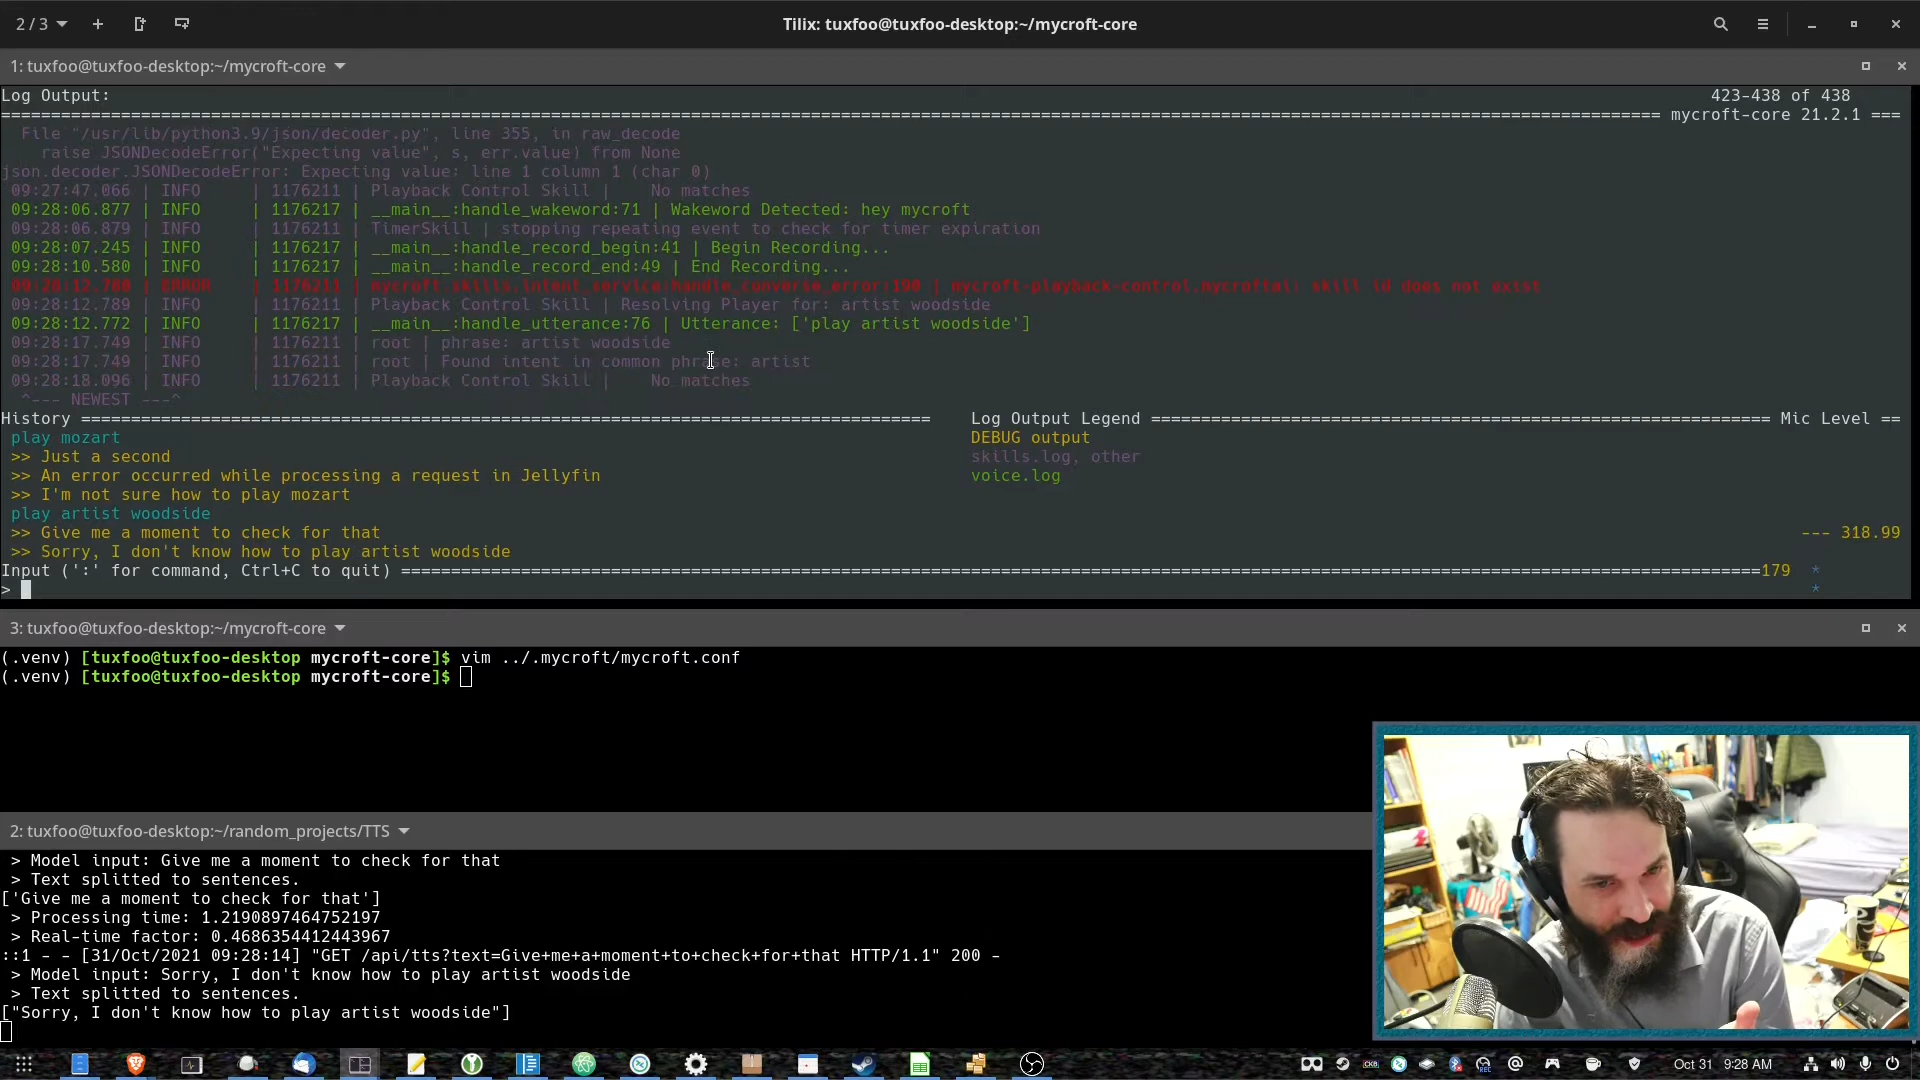 2 / 3
Tilix: tuxfoo@tuxfoo-desktop:~/mycroft-core
1: tuxfoo@tuxfoo-desktop:~/mycroft-core
Log Output: 423-438 of 438
mycroft-core 21.2.1 ===
File "/usr/lib/python3.9/json/decoder.py", line 355, in raw_decode
raise JSONDecodeError("Expecting value", s, err.value) from None
json.decoder.JSONDecodeError: Expecting value: line 1 column 1 (char 0)
09:27:47.066 | INFO | 1176211 | Playback Control Skill | No matches
09:28:06.877 | INFO | 1176217 | __main__:handle_wakeword:71 | Wakeword Detected: hey mycroft
09:28:06.879 | INFO | 1176211 | TimerSkill | stopping repeating event to check for timer expiration
09:28:07.245 | INFO | 1176217 | __main__:handle_record_begin:41 | Begin Recording...
09:28:10.580 | INFO | 1176217 | __main__:handle_record_end:49 | End Recording...
09:28:12.780 | ERROR | 1176211 | mycroft.skills.intent_service:handle_converse_error:190 | mycroft-playback-control.mycroftai: skill id does not exist
09:28:12.789 | INFO | 1176211 | Playback Control Skill | Resolving Player for: artist woodside
09:28:12.772 | INFO | 1176217 | __main__:handle_utterance:76 | Utterance: ['play artist woodside']
09:28:17.749 | INFO | 1176211 | root | phrase: artist woodside
09:28:17.749 | INFO | 1176211 | root | Found intent in common phrase: artist
09:28:18.096 | INFO | 1176211 | Playback Control Skill | No matches
^--- NEWEST ---^
History ===== Log Output Legend ===== Mic Level ==
play mozart DEBUG output
>> Just a second skills.log, other
>> An error occurred while processing a request in Jellyfin voice.log
>> I'm not sure how to play mozart
play artist woodside
>> Give me a moment to check for that --- 318.99
>> Sorry, I don't know how to play artist woodside
Input (':' for command, Ctrl+C to quit) =====179 *
> *
3: tuxfoo@tuxfoo-desktop:~/mycroft-core
(.venv) [tuxfoo@tuxfoo-desktop mycroft-core]$ vim ../.mycroft/mycroft.conf
(.venv) [tuxfoo@tuxfoo-desktop mycroft-core]$
2: tuxfoo@tuxfoo-desktop:~/random_projects/TTS
> Model input: Give me a moment to check for that
> Text splitted to sentences.
['Give me a moment to check for that']
> Processing time: 1.2190897464752197
> Real-time factor: 0.4686354412443967
::1 - - [31/Oct/2021 09:28:14] "GET /api/tts?text=Give+me+a+moment+to+check+for+that HTTP/1.1" 200 -
> Model input: Sorry, I don't know how to play artist woodside
> Text splitted to sentences.
["Sorry, I don't know how to play artist woodside"]
Oct 31 9:28 AM